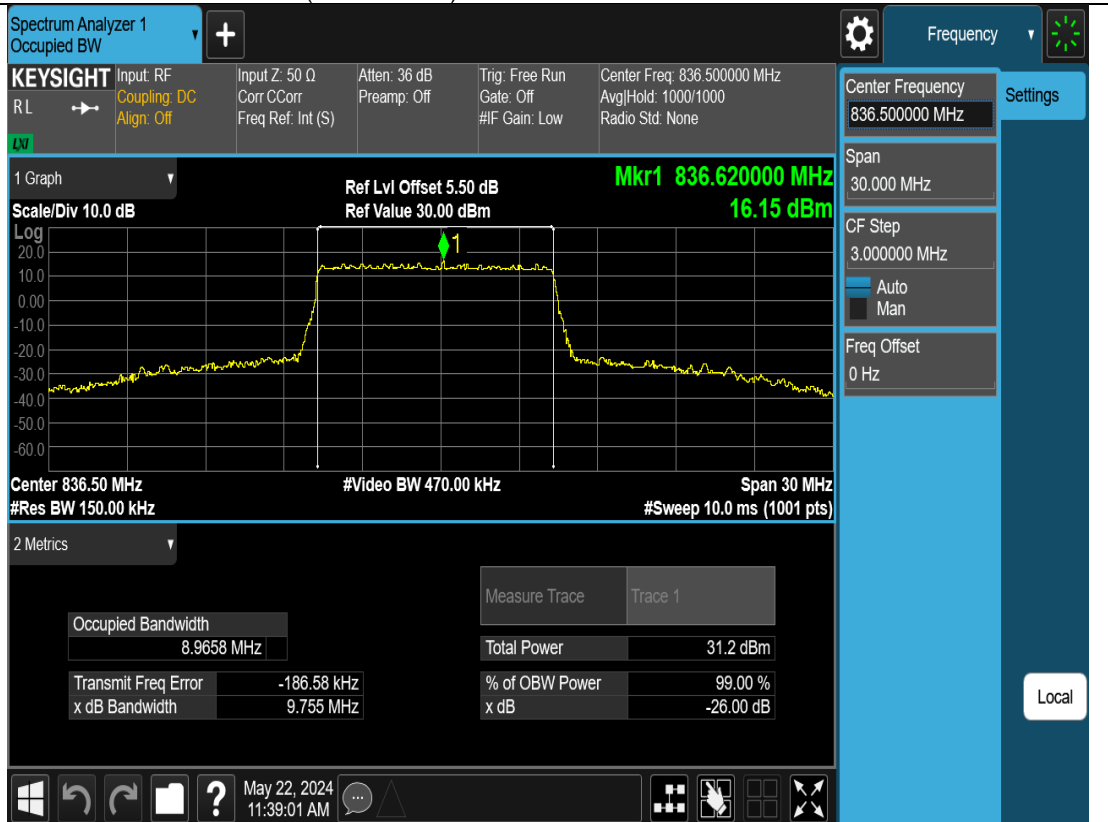 Spectrum Analyzer 1
Occupied BW
+
Frequency
KEYSIGHT
RL
LXI
Input: RF
Coupling: DC
Align: Off
Input Z: 50 Ω
Corr CCorr
Freq Ref: Int (S)
Atten: 36 dB
Preamp: Off
Trig: Free Run
Gate: Off
#IF Gain: Low
Center Freq: 836.500000 MHz
Avg|Hold: 1000/1000
Radio Std: None
Center Frequency
836.500000 MHz
Settings
Span
30.000 MHz
CF Step
3.000000 MHz
Auto
Man
Freq Offset
0 Hz
Local
1 Graph
Scale/Div 10.0 dB
Ref Lvl Offset 5.50 dB
Ref Value 30.00 dBm
Mkr1 836.620000 MHz
16.15 dBm
Log
1
20.0
10.0
0.00
-10.0
-20.0
-30.0
-40.0
-50.0
-60.0
Center 836.50 MHz
#Video BW 470.00 kHz
Span 30 MHz
#Res BW 150.00 kHz
#Sweep 10.0 ms (1001 pts)
2 Metrics
Measure Trace Trace 1
Occupied Bandwidth
8.9658 MHz
Total Power 31.2 dBm
Transmit Freq Error -186.58 kHz
% of OBW Power 99.00 %
x dB Bandwidth 9.755 MHz
x dB -26.00 dB
?
May 22, 2024
11:39:01 AM